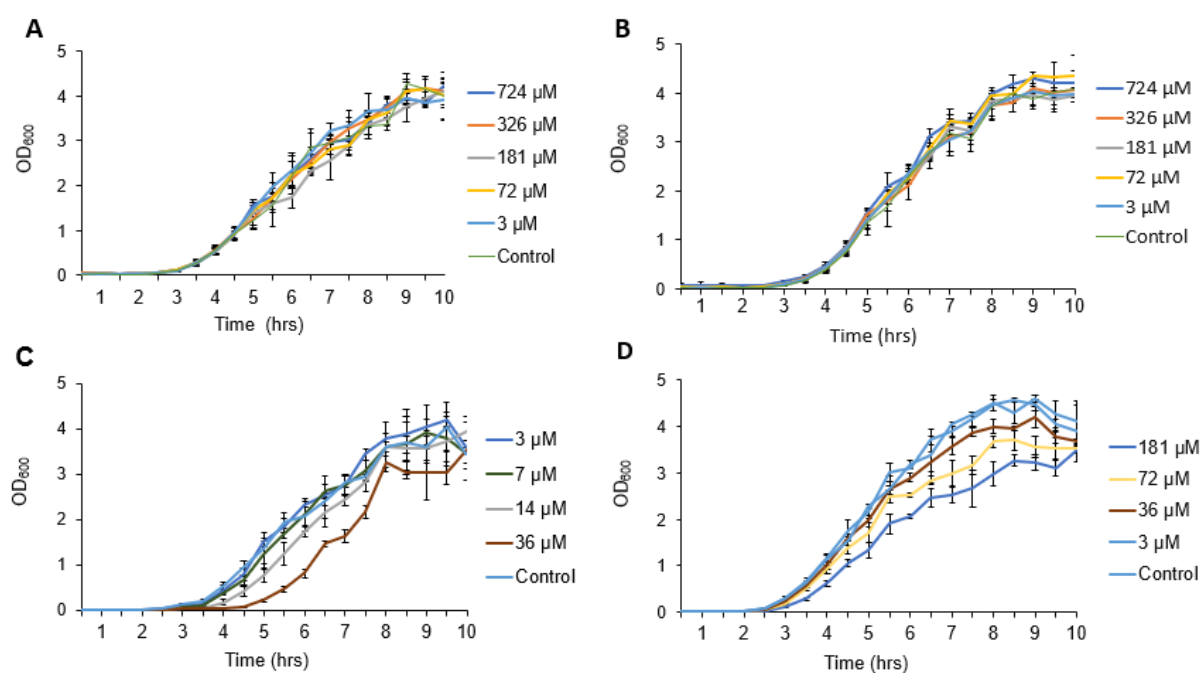 A
5
4
3
2
1
0
OD600
1 2 3 4 5 6 7 8 9 10
Time (hrs)
724 µM
326 µM
181 µM
72 µM
3 µM
Control
B
5
4
3
2
1
0
OD600
1 2 3 4 5 6 7 8 9 10
Time (hrs)
724 µM
326 µM
181 µM
72 µM
3 µM
Control
C
5
4
3
2
1
0
OD600
1 2 3 4 5 6 7 8 9 10
Time (hrs)
3 µM
7 µM
14 µM
36 µM
Control
D
5
4
3
2
1
0
OD600
1 2 3 4 5 6 7 8 9 10
Time (hrs)
181 µM
72 µM
36 µM
3 µM
Control